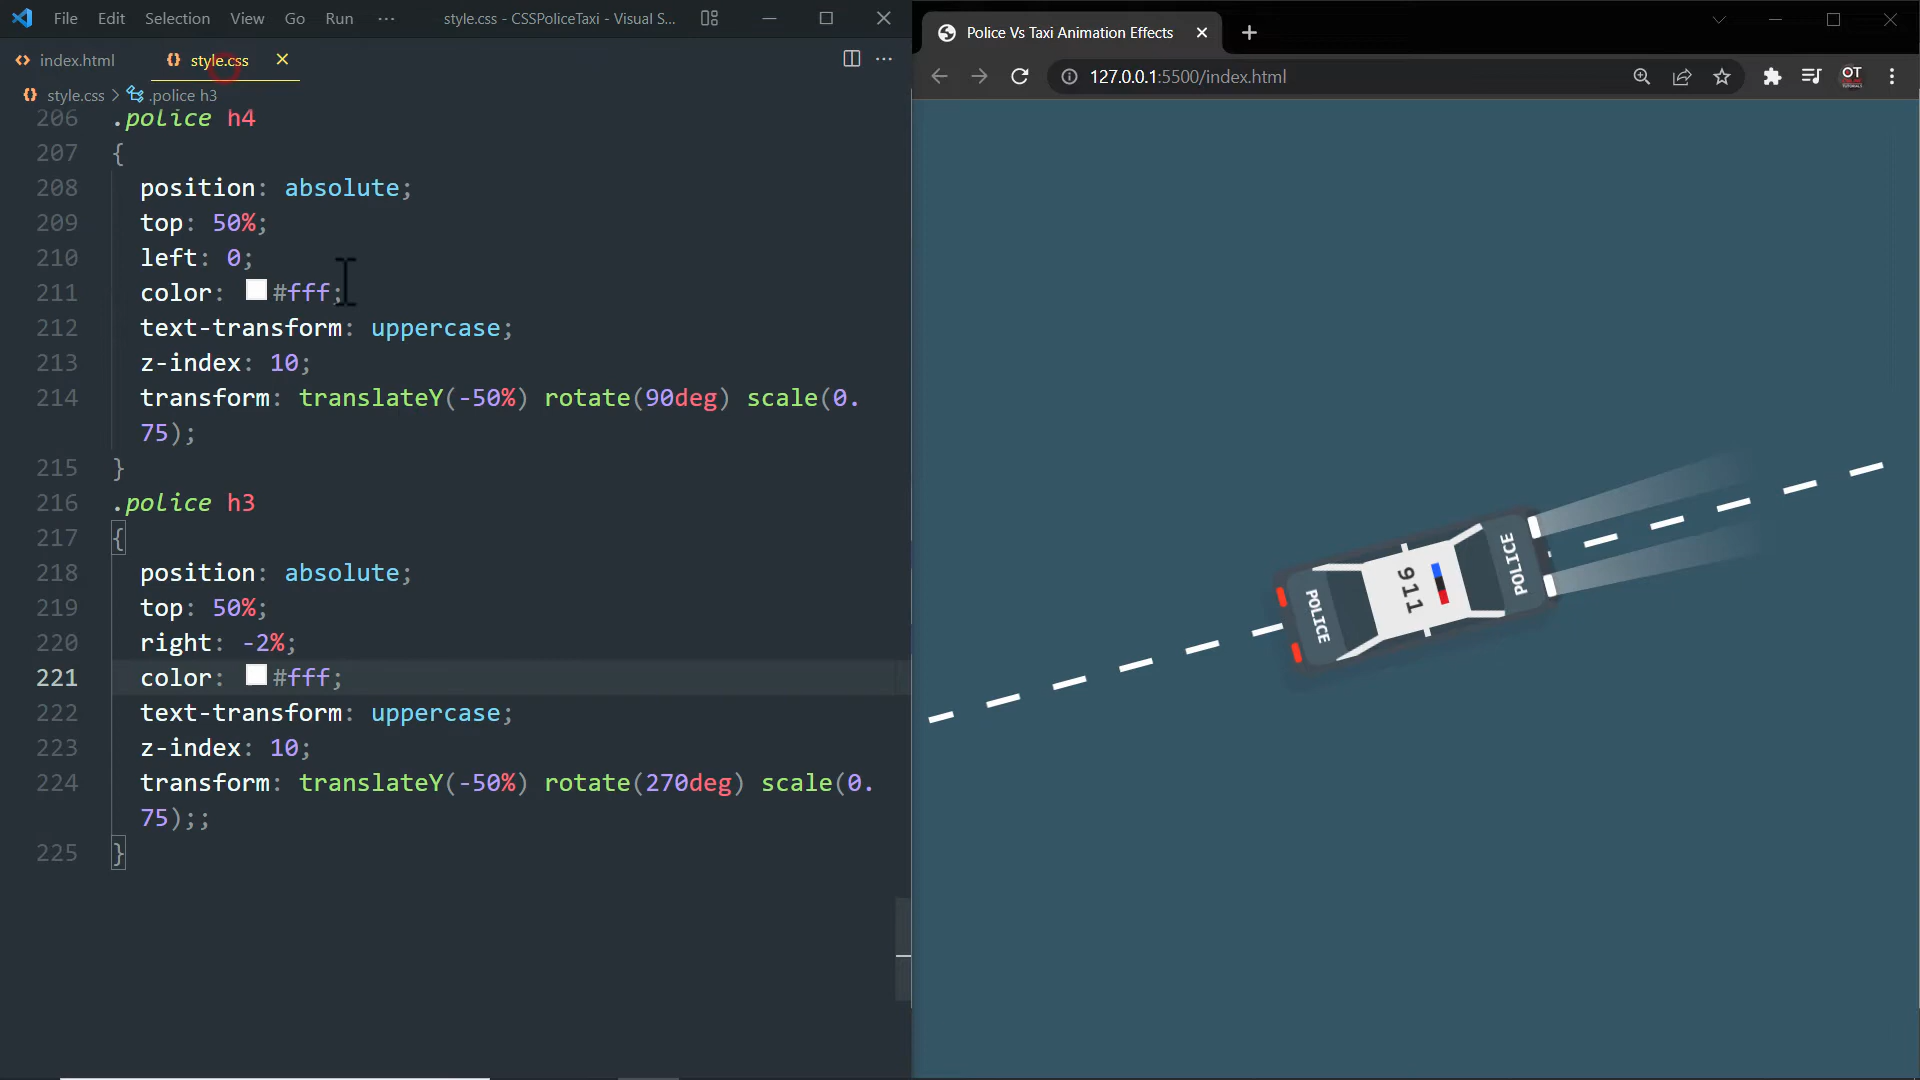 File Edit Selection View Go Run ··· style.css - CSSPoliceTaxi - Visual S...
index.html style.css
style.css > .police h3
206 .police h4
207 {
208 position: absolute;
209 top: 50%;
210 left: 0;
211 color: #fff;
212 text-transform: uppercase;
213 z-index: 10;
214 transform: translateY(-50%) rotate(90deg) scale(0.
75);
215 }
216 .police h3
217 {
218 position: absolute;
219 top: 50%;
220 right: -2%;
221 color: #fff;
222 text-transform: uppercase;
223 z-index: 10;
224 transform: translateY(-50%) rotate(270deg) scale(0.
75);;
225 }
Police Vs Taxi Animation Effects
127.0.0.1:5500/index.html
OT
POLICE
911
POLICE